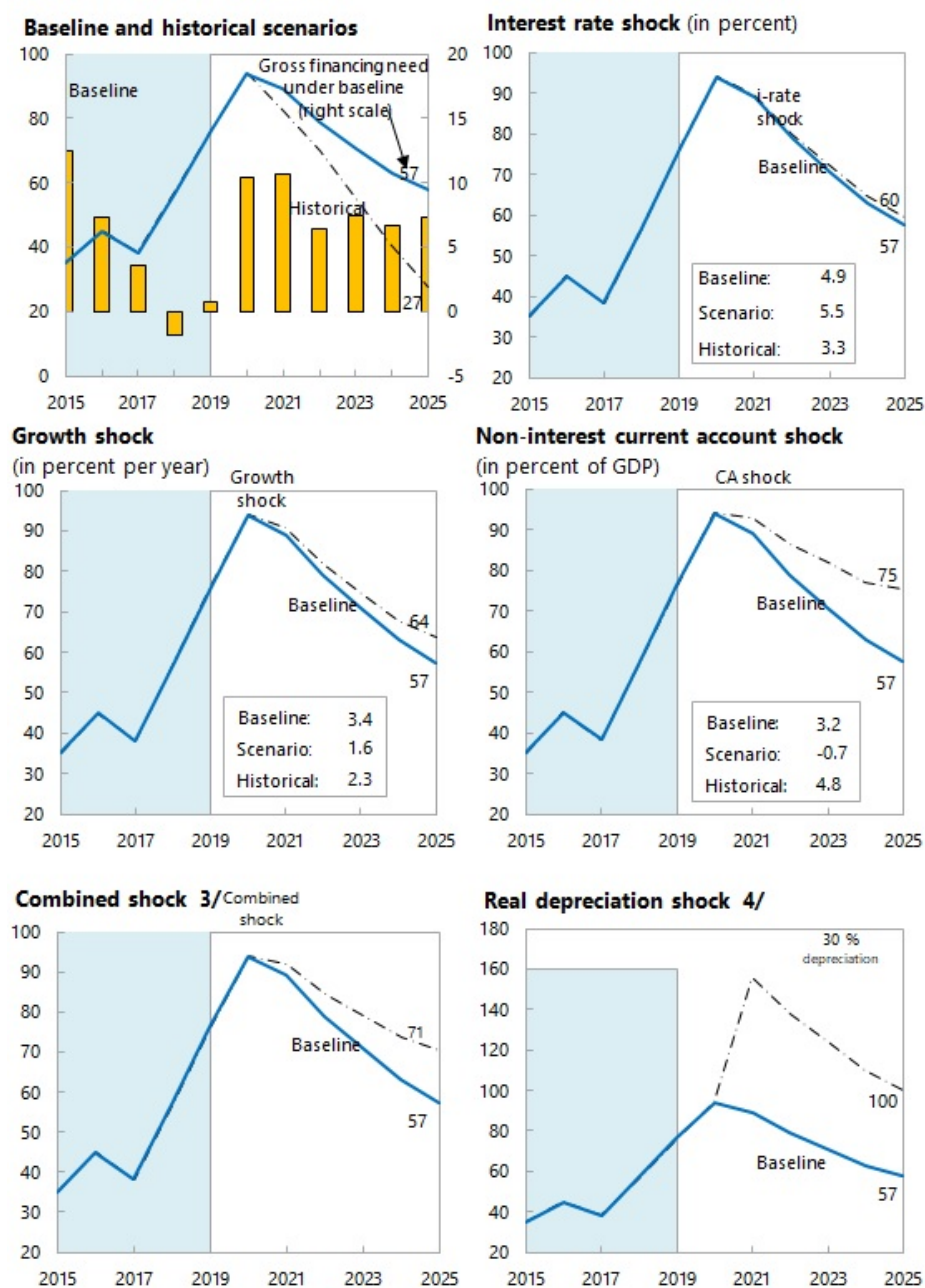 Baseline and historical scenarios
100
80
60
40
20
0
20
15
10
5
0
-5
Baseline
Gross financing need
under baseline
(right scale)
57
Historical
27
2015 2017 2019 2021 2023 2025
Interest rate shock (in percent)
100
90
80
70
60
50
40
30
20
i-rate
shock
Baseline
60
57
Baseline: 4.9
Scenario: 5.5
Historical: 3.3
2015 2017 2019 2021 2023 2025
Growth shock
(in percent per year)
100
90
80
70
60
50
40
30
20
Growth
shock
Baseline
64
57
Baseline: 3.4
Scenario: 1.6
Historical: 2.3
2015 2017 2019 2021 2023 2025
Non-interest current account shock
(in percent of GDP)
100
90
80
70
60
50
40
30
20
CA shock
75
Baseline
57
Baseline: 3.2
Scenario: -0.7
Historical: 4.8
2015 2017 2019 2021 2023 2025
Combined shock 3/
Combined
shock
100
90
80
70
60
50
40
30
20
71
Baseline
57
2015 2017 2019 2021 2023 2025
Real depreciation shock 4/
180
160
140
120
100
80
60
40
20
30 %
depreciation
100
Baseline
57
2015 2017 2019 2021 2023 2025